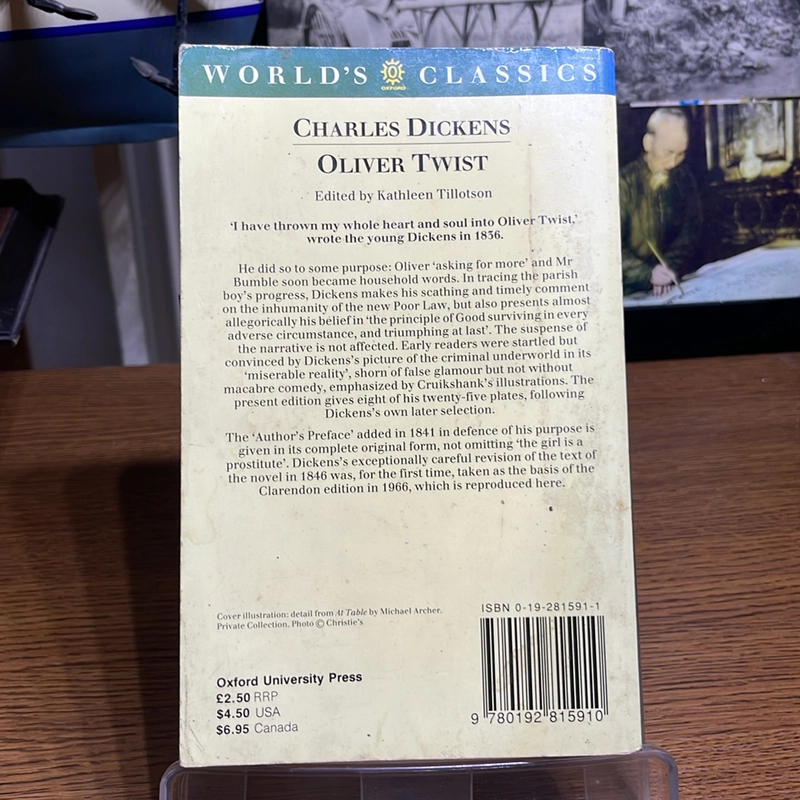 WORLD'S OXFORD CLASSICS
CHARLES DICKENS
OLIVER TWIST
Edited by Kathleen Tillotson
'I have thrown my whole heart and soul into Oliver Twist,'
wrote the young Dickens in 1836.
He did so to some purpose: Oliver 'asking for more' and Mr
Bumble soon became household words. In tracing the parish
boy's progress, Dickens makes his scathing and timely comment
on the inhumanity of the new Poor Law, but also presents almost
allegorically his belief in 'the principle of Good surviving in every
adverse circumstance, and triumphing at last'. The suspense of
the narrative is not affected. Early readers were startled but
convinced by Dickens's picture of the criminal underworld in its
'miserable reality', shorn of false glamour but not without
macabre comedy, emphasized by Cruikshank's illustrations. The
present edition gives eight of his twenty-five plates, following
Dickens's own later selection.
The 'Author's Preface' added in 1841 in defence of his purpose is
given in its complete original form, not omitting 'the girl is a
prostitute'. Dickens's exceptionally careful revision of the text of
the novel in 1846 was, for the first time, taken as the basis of the
Clarendon edition in 1966, which is reproduced here.
Cover illustration: detail from At Table by Michael Archer.
Private Collection. Photo © Christie's
ISBN 0-19-281591-1
Oxford University Press
£2.50 RRP
$4.50 USA
$6.95 Canada
9 780192 815910